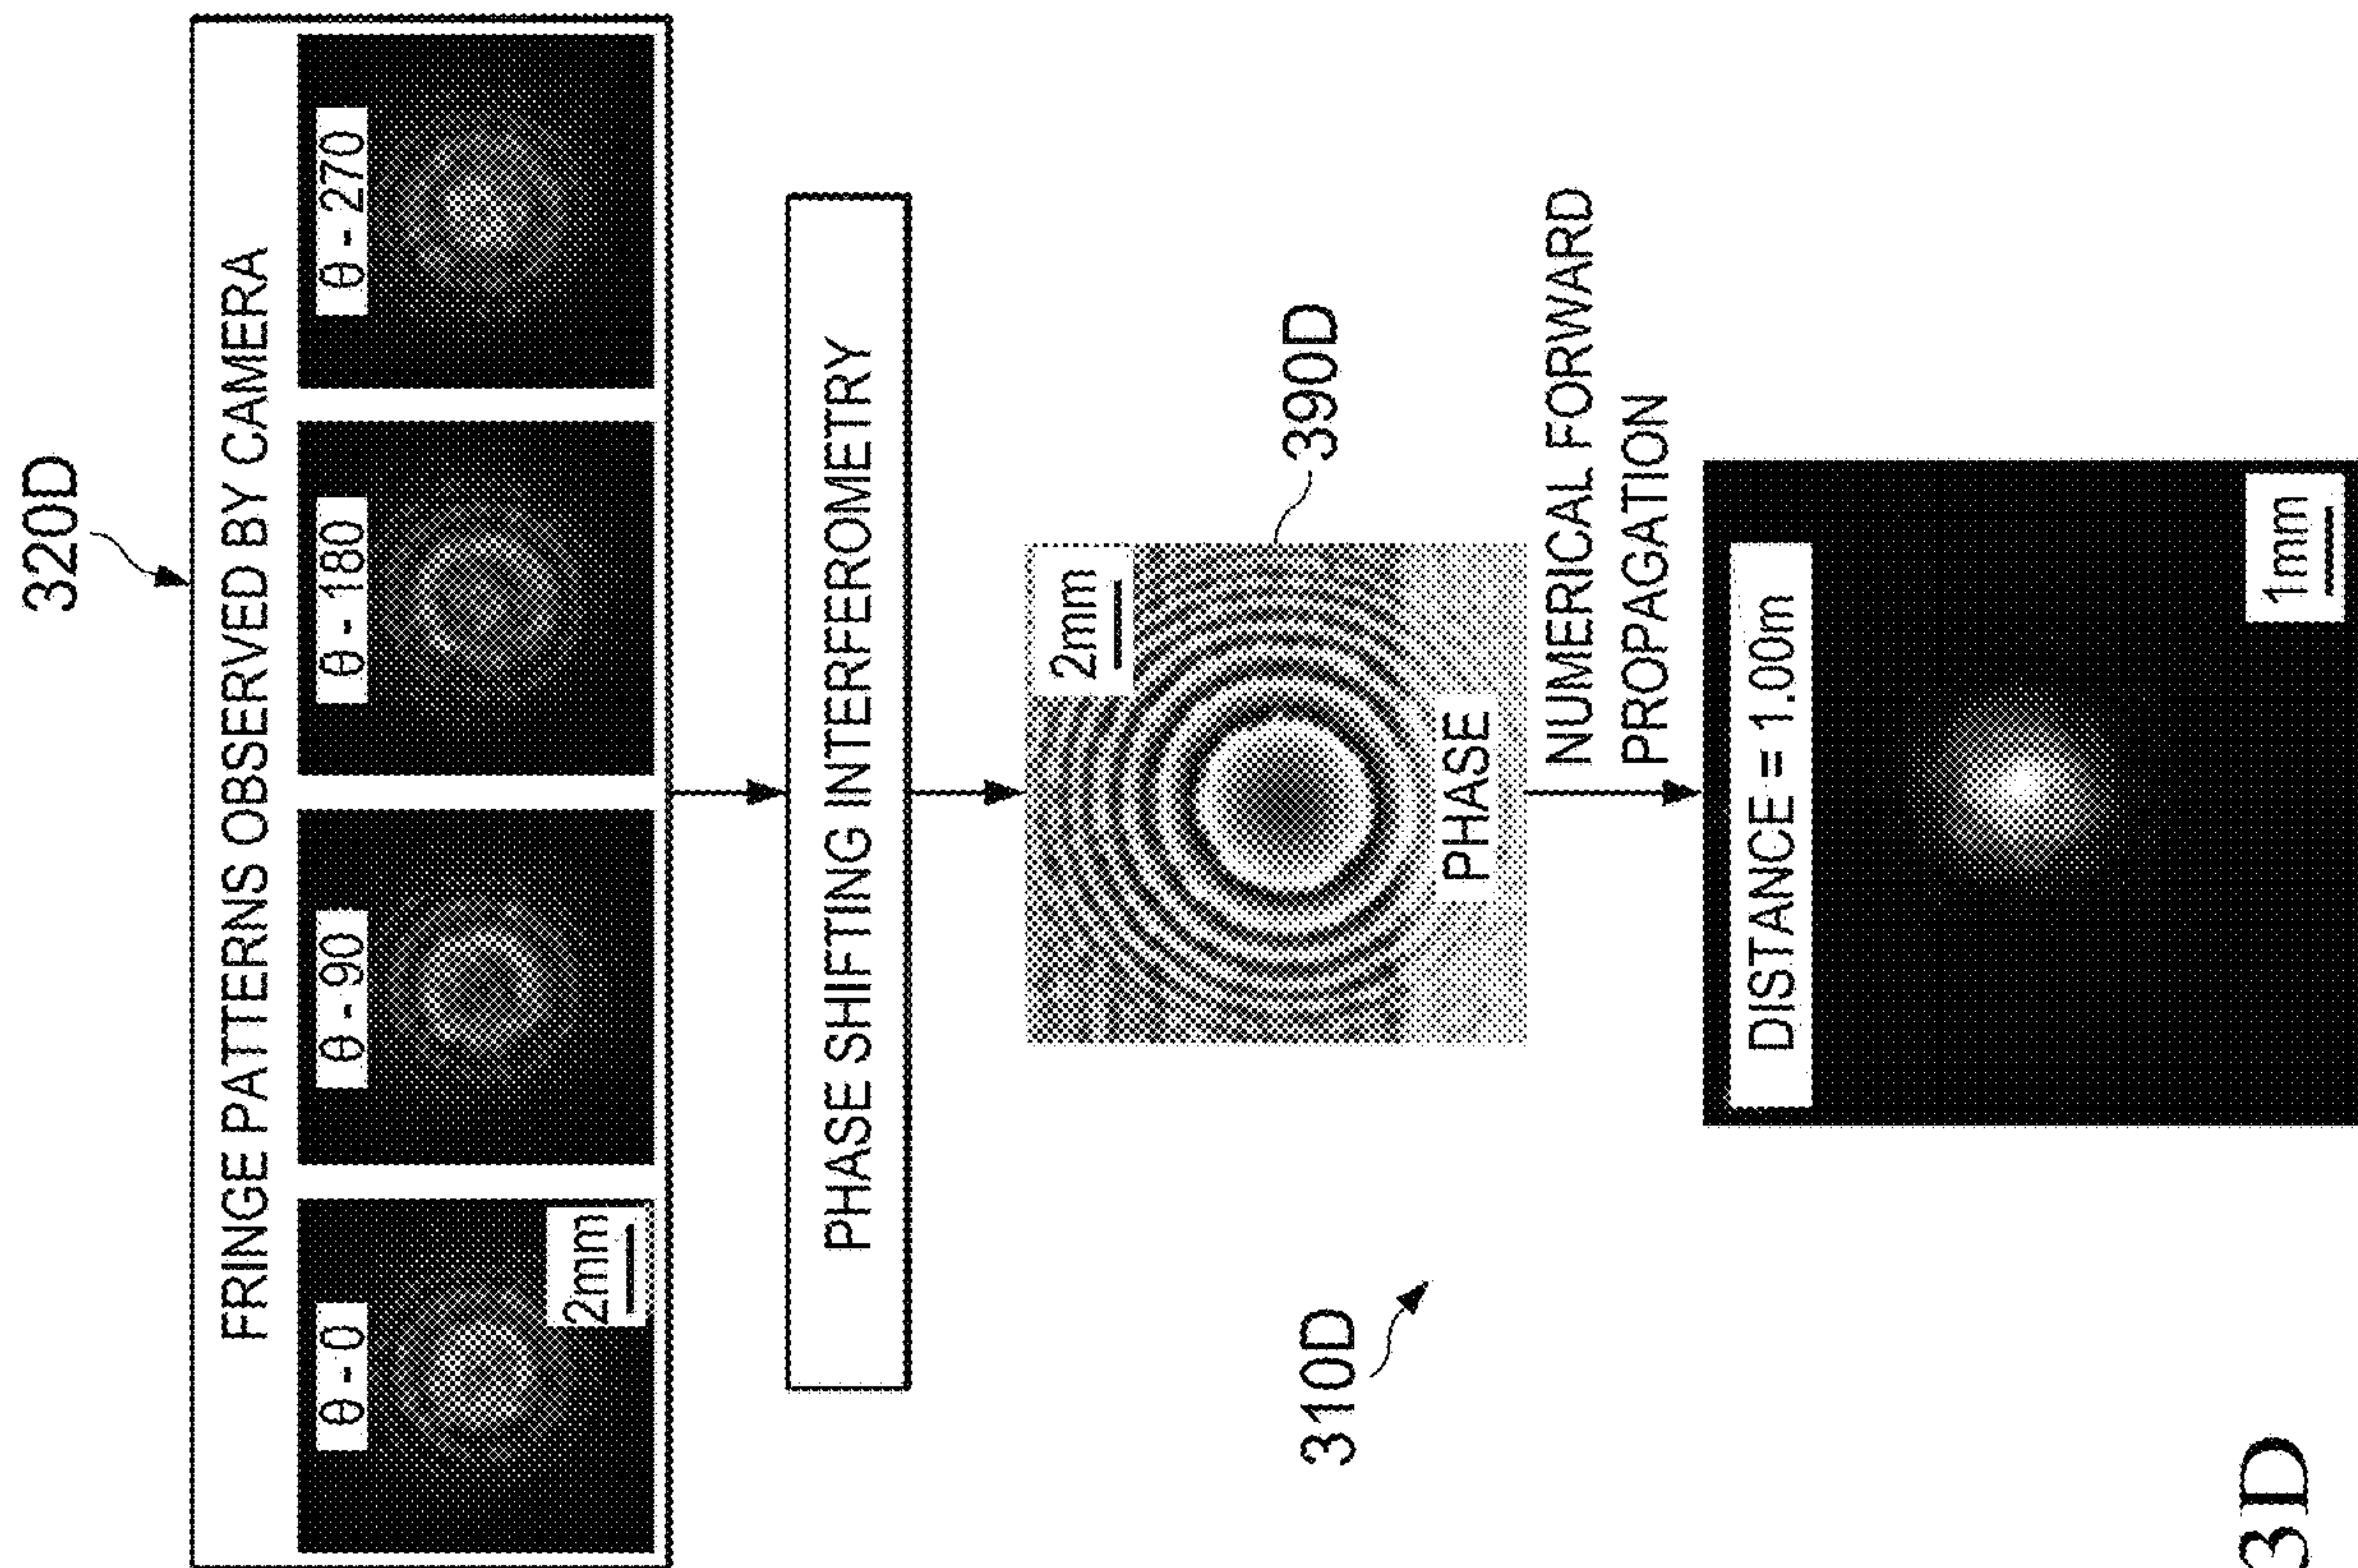 320D
FRINGE PATTERNS OBSERVED BY CAMERA
θ - 0
θ - 90
θ - 180
θ - 270
2mm
PHASE SHIFTING INTERFEROMETRY
2mm
PHASE
390D
310D
NUMERICAL FORWARD
PROPAGATION
DISTANCE = 1.00m
1mm
3D